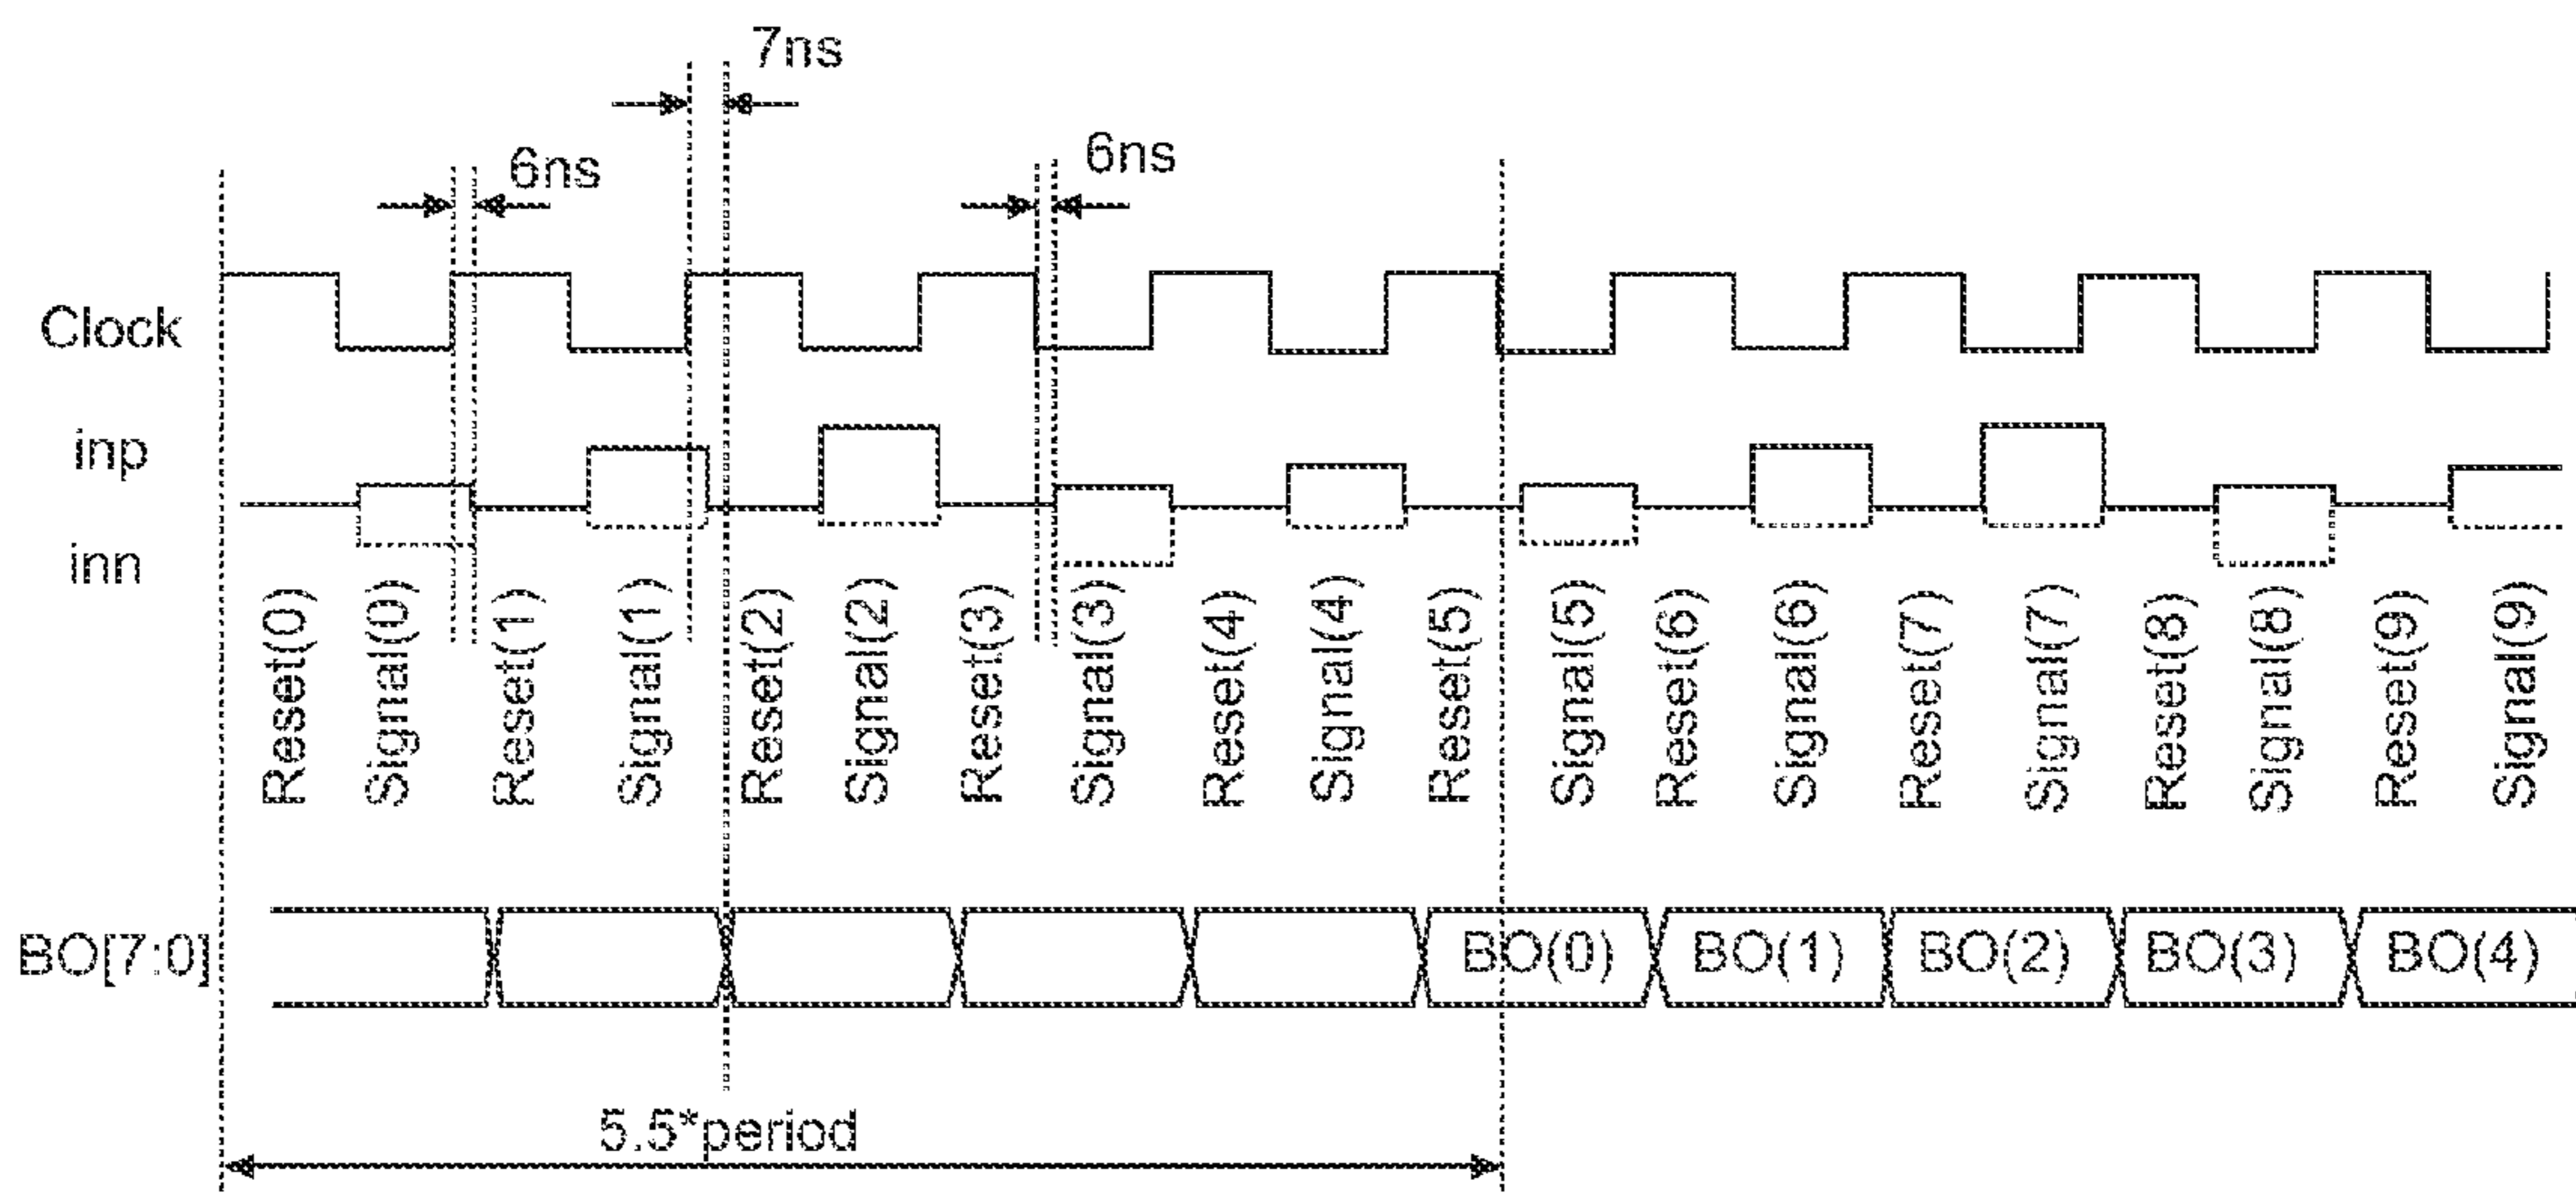 7ns
6ns
6ns
Clock
inp
inn
Reset(0)
Signal(0)
Reset(1)
Signal(1)
Reset(2)
Signal(2)
Reset(3)
Signal(3)
Reset(4)
Signal(4)
Reset(5)
Signal(5)
Reset(6)
Signal(6)
Reset(7)
Signal(7)
Reset(8)
Signal(8)
Reset(9)
Signal(9)
BO[7:0] BO(0) BO(1) BO(2) BO(3) BO(4)
5.5*period